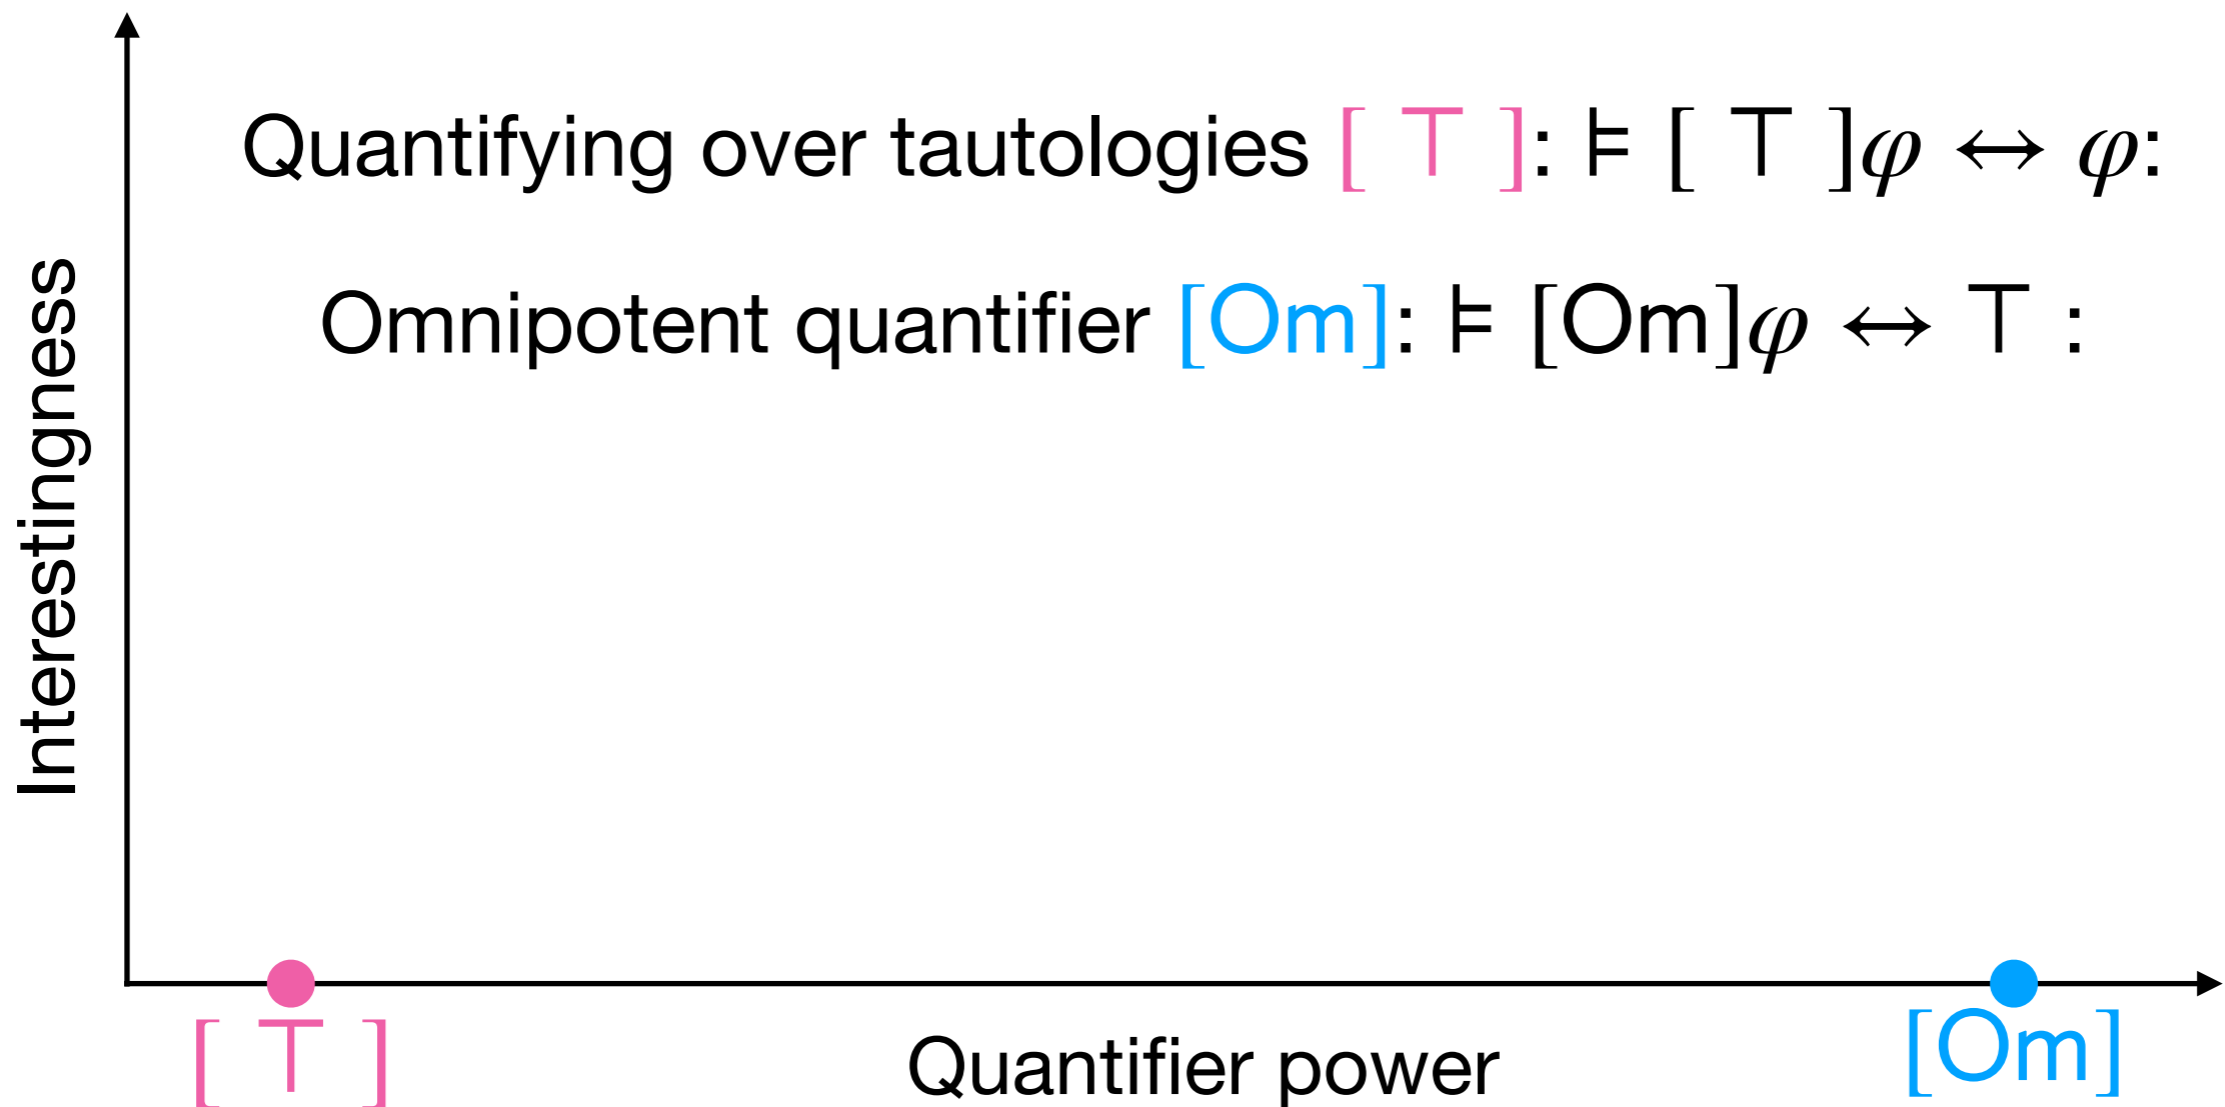 Quantifying over tautologies [ ⊤ ]: ⊨ [ ⊤ ]φ ↔ φ:
Omnipotent quantifier [Om]: ⊨ [Om]φ ↔ ⊤ :
Interestingness
[ ⊤ ]
Quantifier power
[Om]